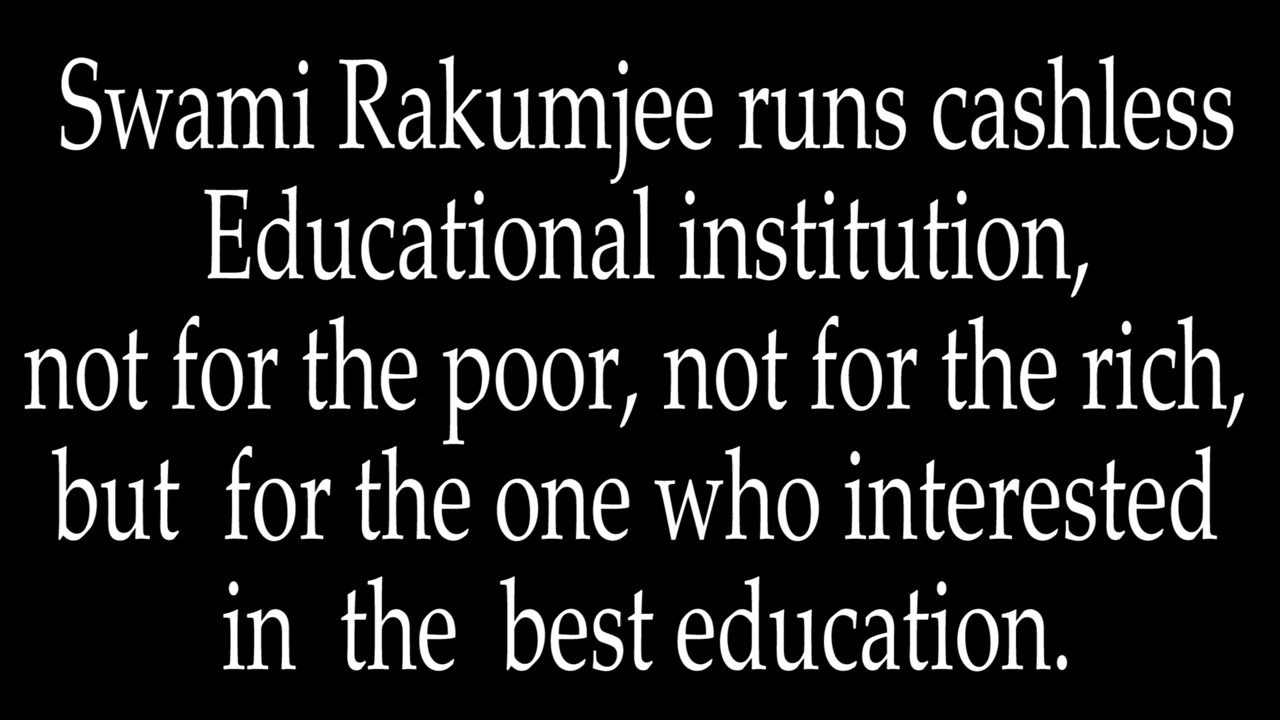 Swami Rakumjee runs cashless
Educational institution,
not for the poor, not for the rich,
but for the one who interested
in the best education.